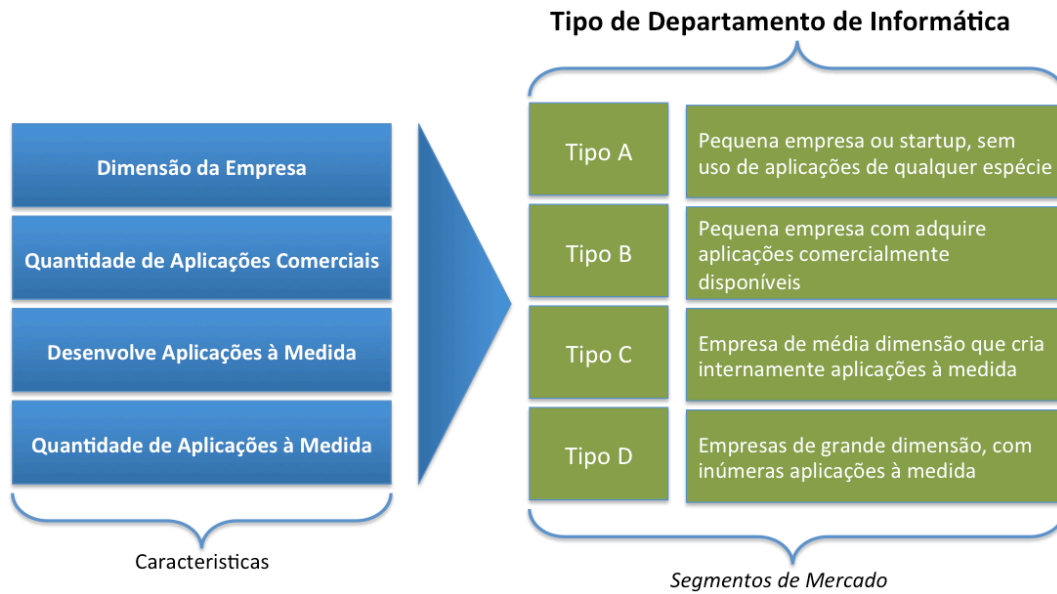 Tipo de Departamento de Informática
Dimensão da Empresa
Quantidade de Aplicações Comerciais
Desenvolve Aplicações à Medida
Quantidade de Aplicações à Medida
Caracteristicas
Tipo A
Pequena empresa ou startup, sem
uso de aplicações de qualquer espécie
Tipo B
Pequena empresa com adquire
aplicações comercialmente
disponíveis
Tipo C
Empresa de média dimensão que cria
internamente aplicações à medida
Tipo D
Empresas de grande dimensão, com
inúmeras aplicações à medida
Segmentos de Mercado